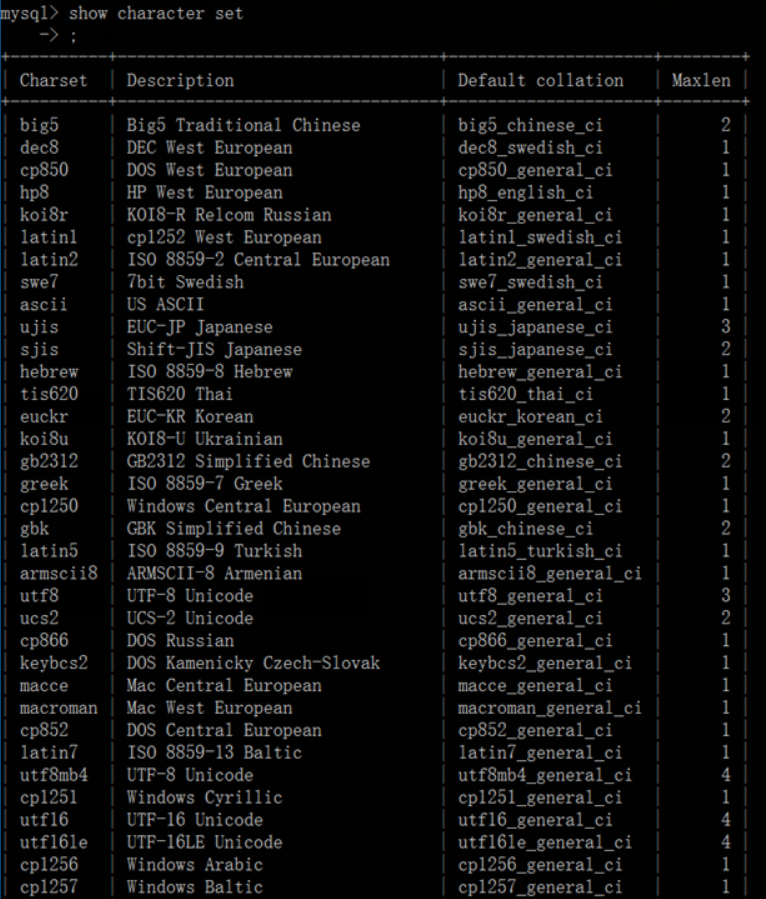 mysql> show character set
    -> ;
+----------+---------------------------------+---------------------+--------+
| Charset  | Description                     | Default collation   | Maxlen |
+----------+---------------------------------+---------------------+--------+
| big5     | Big5 Traditional Chinese        | big5_chinese_ci     |      2 |
| dec8     | DEC West European               | dec8_swedish_ci     |      1 |
| cp850    | DOS West European               | cp850_general_ci    |      1 |
| hp8      | HP West European                | hp8_english_ci      |      1 |
| koi8r    | KOI8-R Relcom Russian           | koi8r_general_ci    |      1 |
| latin1   | cp1252 West European            | latin1_swedish_ci   |      1 |
| latin2   | ISO 8859-2 Central European     | latin2_general_ci   |      1 |
| swe7     | 7bit Swedish                    | swe7_swedish_ci     |      1 |
| ascii    | US ASCII                        | ascii_general_ci    |      1 |
| ujis     | EUC-JP Japanese                 | ujis_japanese_ci    |      3 |
| sjis     | Shift-JIS Japanese              | sjis_japanese_ci    |      2 |
| hebrew   | ISO 8859-8 Hebrew               | hebrew_general_ci   |      1 |
| tis620   | TIS620 Thai                     | tis620_thai_ci      |      1 |
| euckr    | EUC-KR Korean                   | euckr_korean_ci     |      2 |
| koi8u    | KOI8-U Ukrainian                | koi8u_general_ci    |      1 |
| gb2312   | GB2312 Simplified Chinese       | gb2312_chinese_ci   |      2 |
| greek    | ISO 8859-7 Greek                | greek_general_ci    |      1 |
| cp1250   | Windows Central European        | cp1250_general_ci   |      1 |
| gbk      | GBK Simplified Chinese          | gbk_chinese_ci      |      2 |
| latin5   | ISO 8859-9 Turkish              | latin5_turkish_ci   |      1 |
| armscii8 | ARMSCII-8 Armenian              | armscii8_general_ci |      1 |
| utf8     | UTF-8 Unicode                   | utf8_general_ci     |      3 |
| ucs2     | UCS-2 Unicode                   | ucs2_general_ci     |      2 |
| cp866    | DOS Russian                     | cp866_general_ci    |      1 |
| keybcs2  | DOS Kamenicky Czech-Slovak      | keybcs2_general_ci  |      1 |
| macce    | Mac Central European            | macce_general_ci    |      1 |
| macroman | Mac West European               | macroman_general_ci |      1 |
| cp852    | DOS Central European            | cp852_general_ci    |      1 |
| latin7   | ISO 8859-13 Baltic              | latin7_general_ci   |      1 |
| utf8mb4  | UTF-8 Unicode                   | utf8mb4_general_ci  |      4 |
| cp1251   | Windows Cyrillic                | cp1251_general_ci   |      1 |
| utf16    | UTF-16 Unicode                  | utf16_general_ci    |      4 |
| utf16le  | UTF-16LE Unicode                | utf16le_general_ci  |      4 |
| cp1256   | Windows Arabic                  | cp1256_general_ci   |      1 |
| cp1257   | Windows Baltic                  | cp1257_general_ci   |      1 |